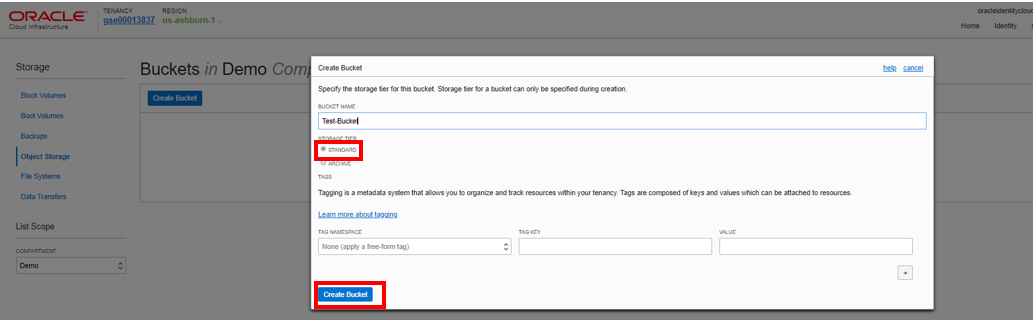 ORACLE
Cloud Infrastructure
TENANCY
gse00013837
REGION
us-ashburn-1
oracleidentityclou
Home Identity
Storage
Block Volumes
Boot Volumes
Backups
Object Storage
File Systems
Data Transfers
List Scope
COMPARTMENT
Demo
Buckets in Demo Comp
Create Bucket
Create Bucket
help cancel
Specify the storage tier for this bucket. Storage tier for a bucket can only be specified during creation.
BUCKET NAME
Test-Bucket
STORAGE TIER
STANDARD
ARCHIVE
TAGS
Tagging is a metadata system that allows you to organize and track resources within your tenancy. Tags are composed of keys and values which can be attached to resources.
Learn more about tagging
TAG NAMESPACE TAG KEY VALUE
None (apply a free-form tag)
+
Create Bucket